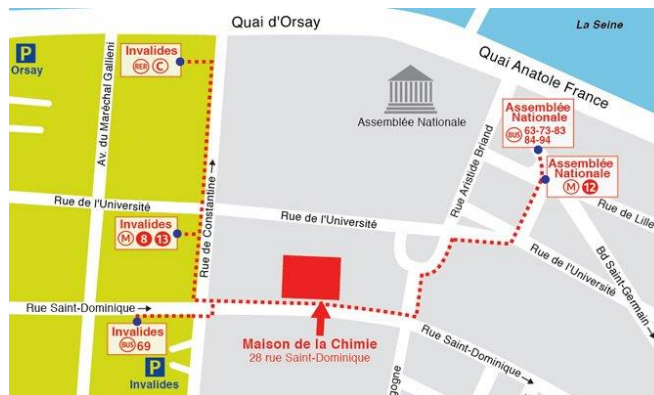 Quai d'Orsay
La Seine
P
Orsay
Invalides
RER C
Av. du Maréchal Gallieni
Rue de Constantine →
Assemblée Nationale
Quai Anatole France
Assemblée
Nationale
BUS 63-73-83
84-94
Assemblée
Nationale
M 12
Rue Aristide Briand
Rue de Lille
Rue de l'Université
Rue de l'Université
Rue de l'Université
Bd Saint-Germain →
Invalides
M 8 13
Rue Saint-Dominique →
Invalides
BUS 69
P
Invalides
Maison de la Chimie
28 rue Saint-Dominique
Rue Saint-Dominique →
ogne